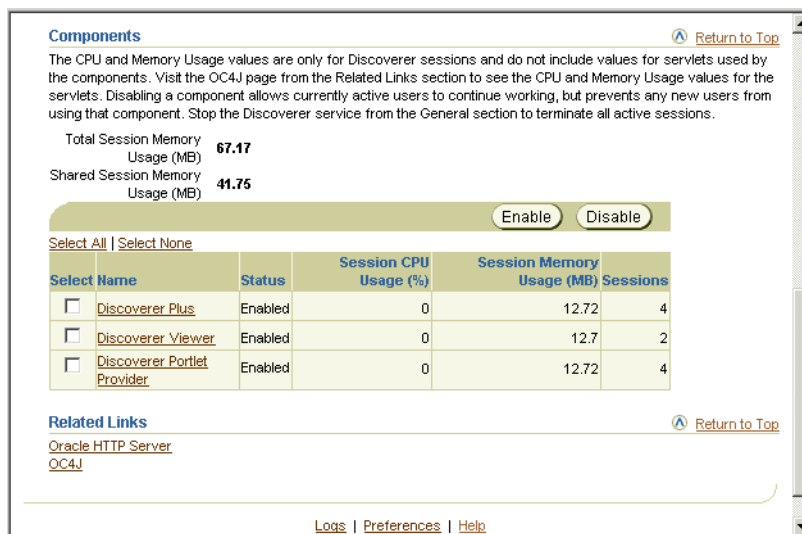 Components
Return to Top
The CPU and Memory Usage values are only for Discoverer sessions and do not include values for servlets used by
the components. Visit the OC4J page from the Related Links section to see the CPU and Memory Usage values for the
servlets. Disabling a component allows currently active users to continue working, but prevents any new users from
using that component. Stop the Discoverer service from the General section to terminate all active sessions.
Total Session Memory
Usage (MB) 67.17
Shared Session Memory
Usage (MB) 41.75
Enable Disable
Select All | Select None
Session CPU Session Memory
Select Name Status Usage (%) Usage (MB) Sessions
Discoverer Plus Enabled 0 12.72 4
Discoverer Viewer Enabled 0 12.7 2
Discoverer Portlet
Provider Enabled 0 12.72 4
Related Links
Return to Top
Oracle HTTP Server
OC4J
Logs | Preferences | Help